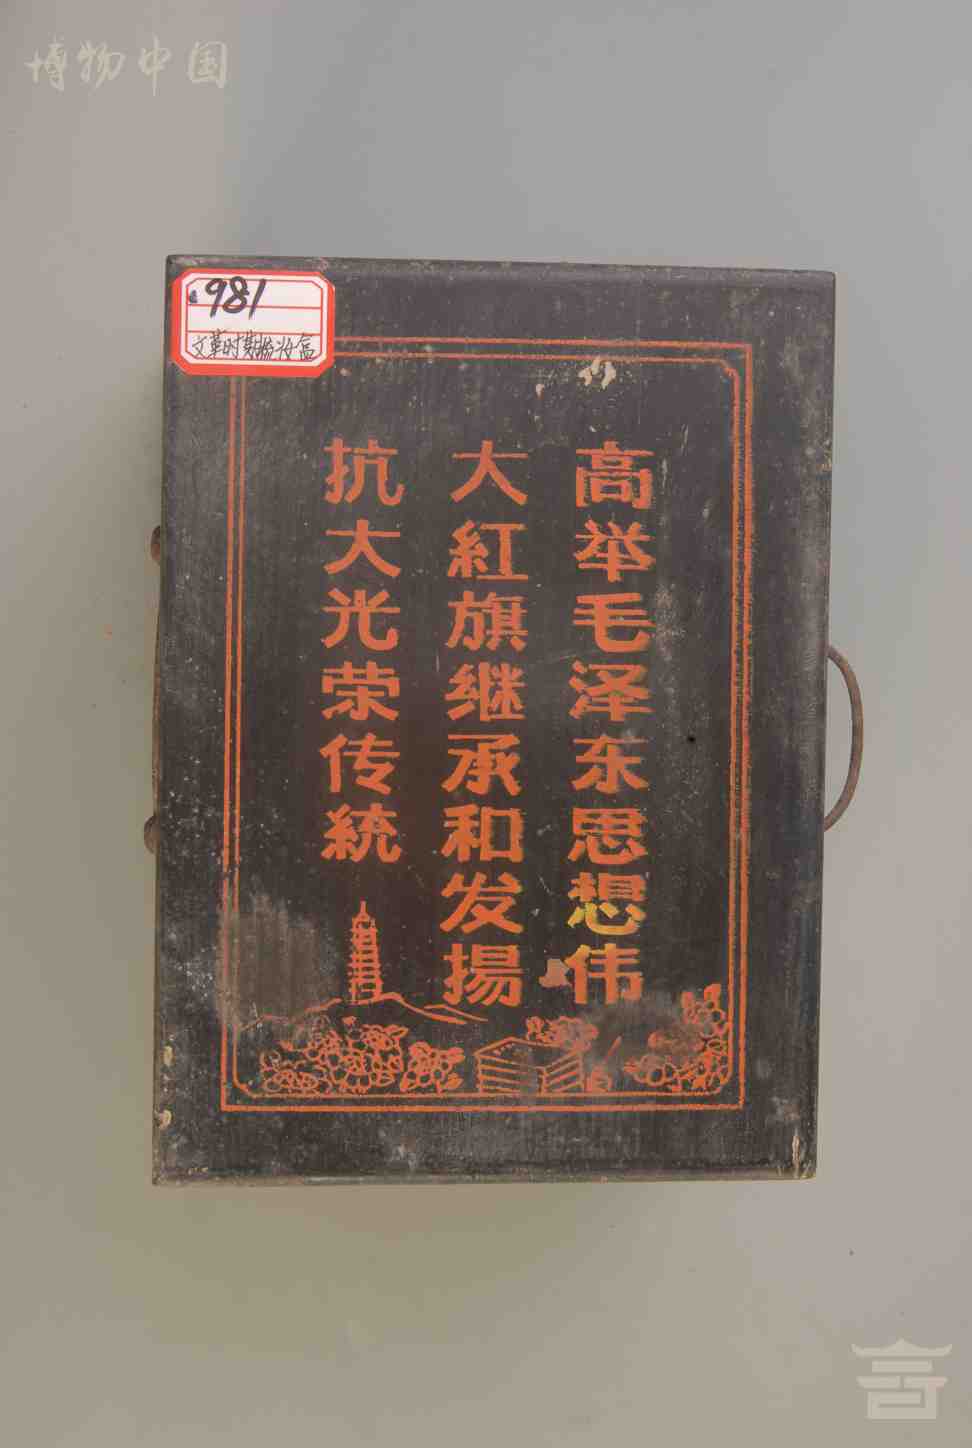 博物中国
981
文革时期梳妆盒
高举毛泽东思想伟
大紅旗继承和发揚
抗大光荣传統